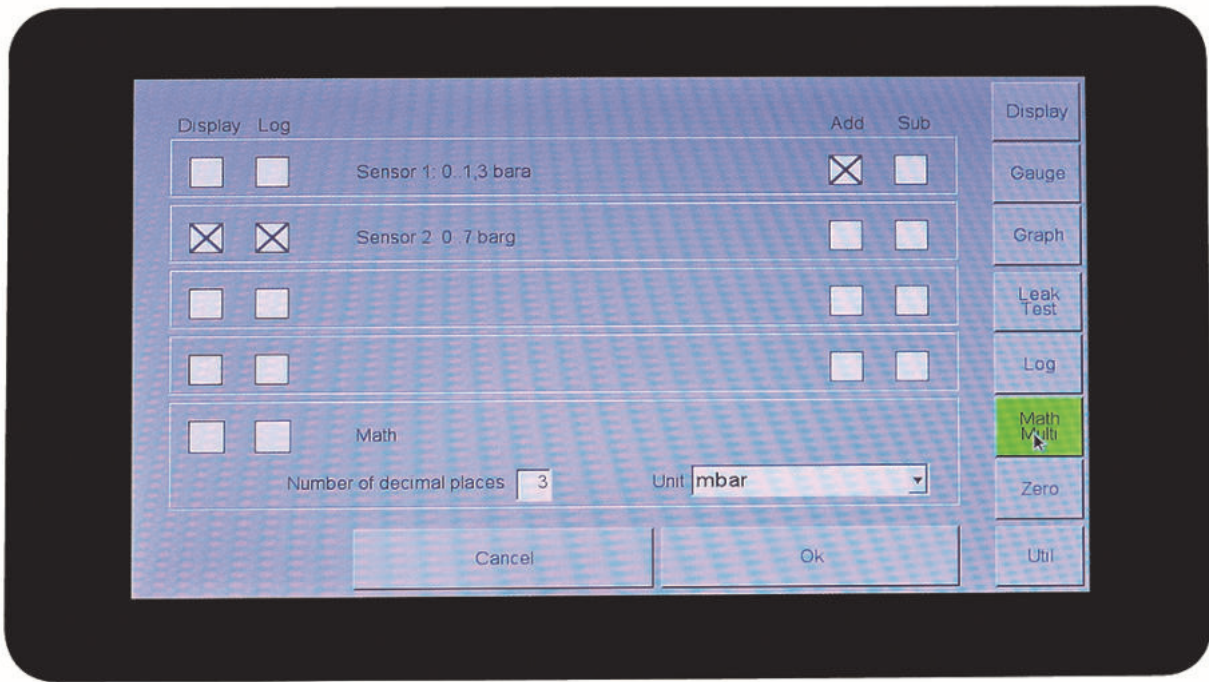 Display Log Add Sub
Sensor 1: 0..1,3 bara
Sensor 2 0..7 barg
Math
Number of decimal places 3 Unit mbar
Cancel Ok
Display
Gauge
Graph
Leak
Test
Log
Math
Multi
Zero
Util